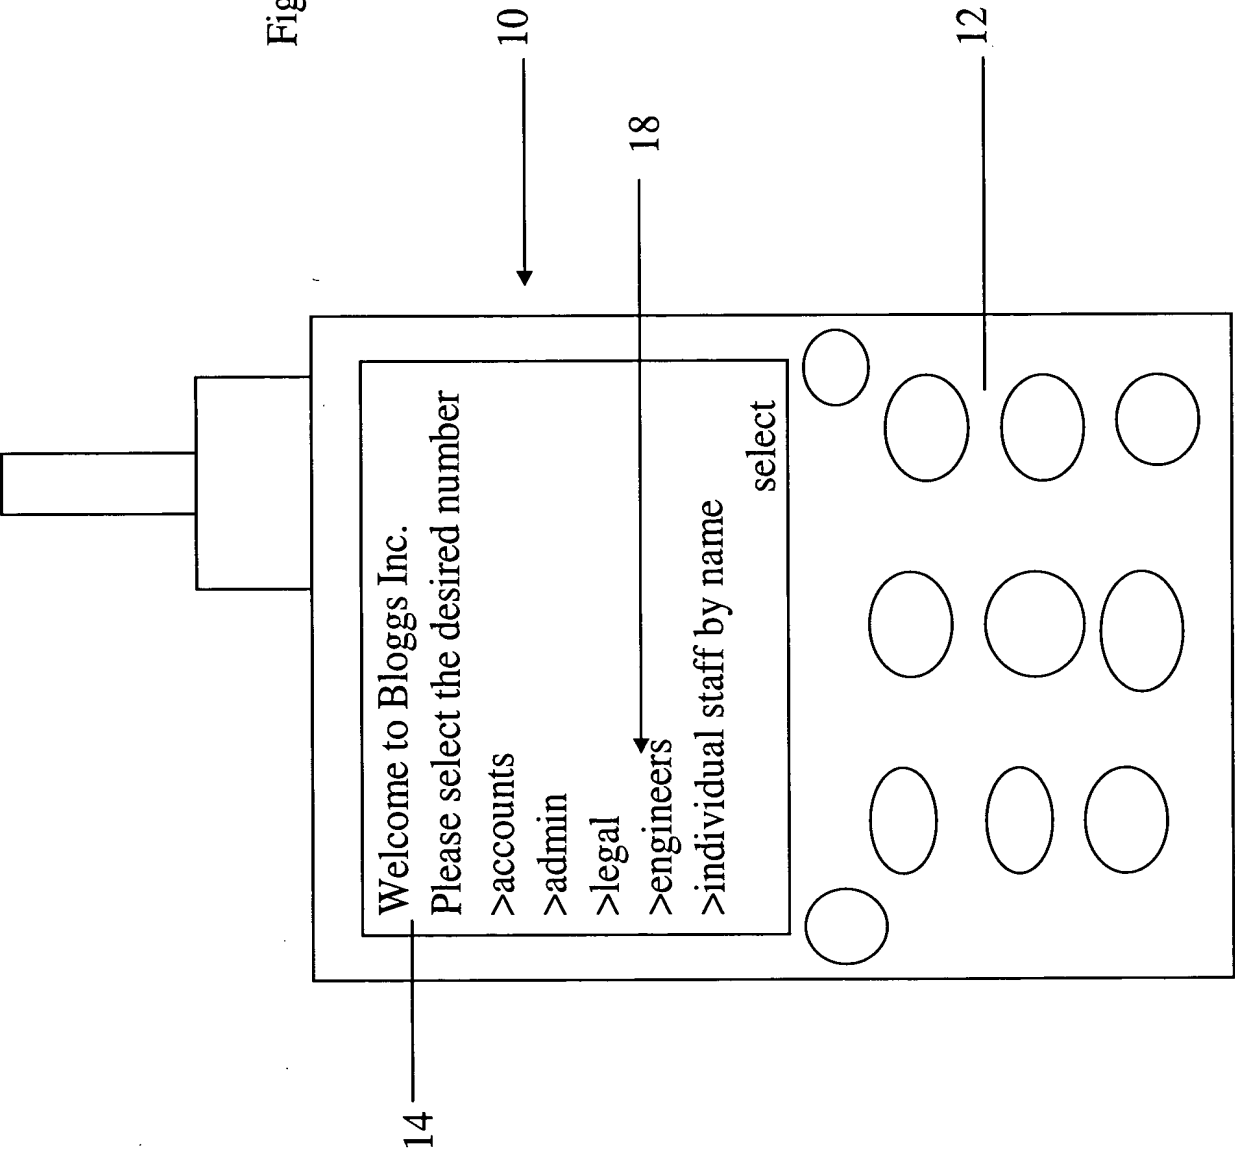 Fig
10
18
12
14
Welcome to Bloggs Inc.
Please select the desired number
>accounts
>admin
>legal
>engineers
>individual staff by name
select